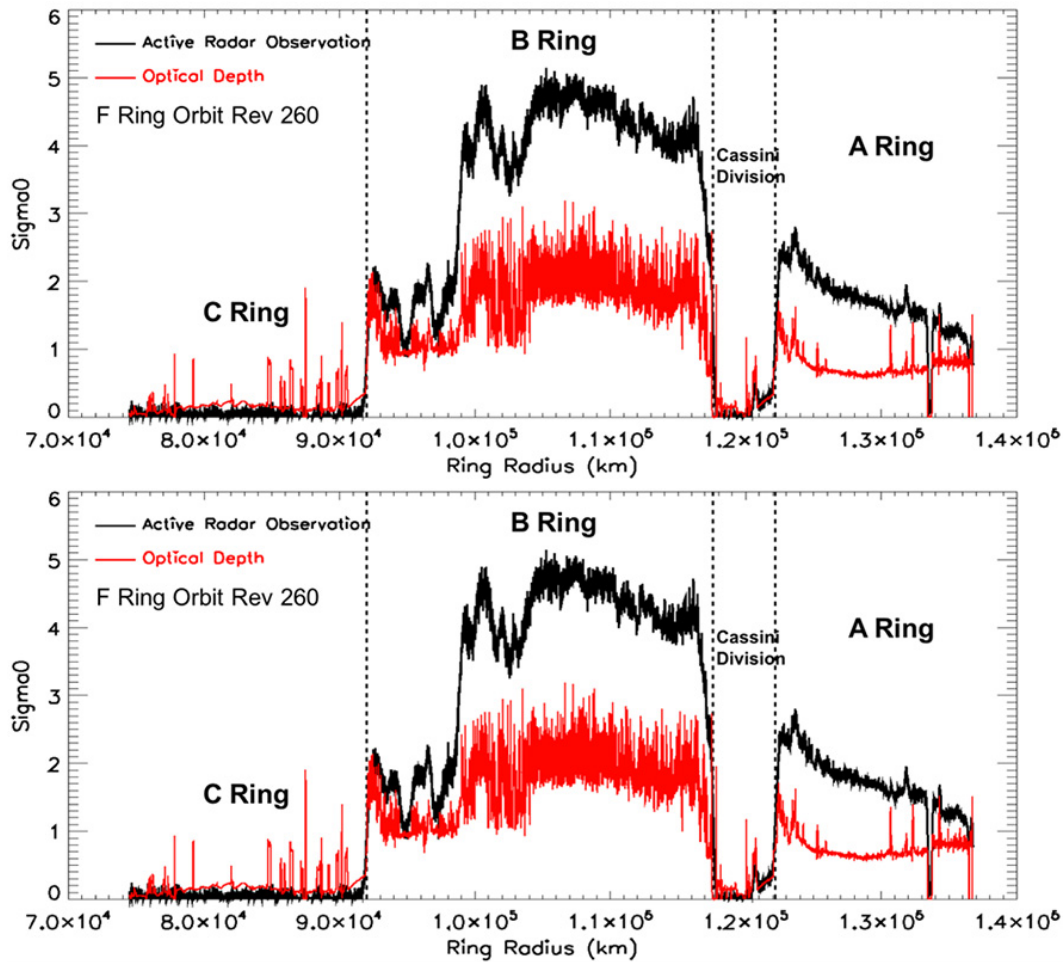 6
Active Radar Observation
B Ring
5
Optical Depth
F Ring Orbit Rev 260
4
Cassini
Division
A Ring
Sigma0
3
2
C Ring
1
0
7.0×10⁴ 8.0×10⁴ 9.0×10⁴ 1.0×10⁵ 1.1×10⁵ 1.2×10⁵ 1.3×10⁵ 1.4×10⁵
Ring Radius (km)
6
Active Radar Observation
B Ring
5
Optical Depth
F Ring Orbit Rev 260
4
Cassini
Division
A Ring
Sigma0
3
2
C Ring
1
0
7.0×10⁴ 8.0×10⁴ 9.0×10⁴ 1.0×10⁵ 1.1×10⁵ 1.2×10⁵ 1.3×10⁵ 1.4×10⁵
Ring Radius (km)